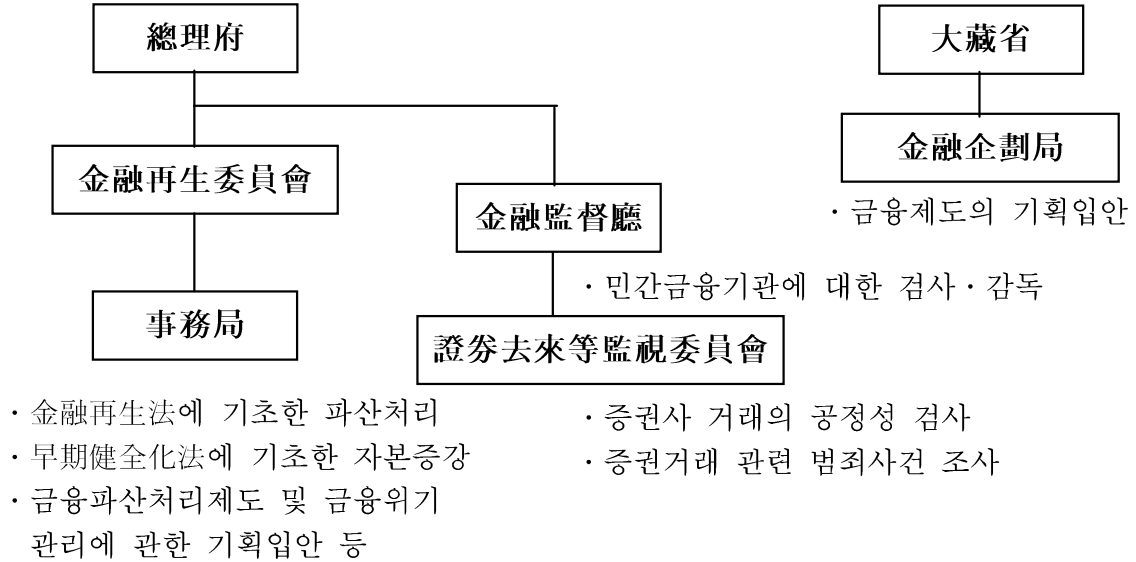 總理府
大藏省
金融再生委員會
金融企劃局
金融監督廳
· 금융제도의 기획입안
· 민간금융기관에 대한 검사 · 감독
事務局
證券去來等監視委員會
· 金融再生法에 기초한 파산처리
· 早期健全化法에 기초한 자본증강
· 금융파산처리제도 및 금융위기
관리에 관한 기획입안 등
· 증권사 거래의 공정성 검사
· 증권거래 관련 범죄사건 조사